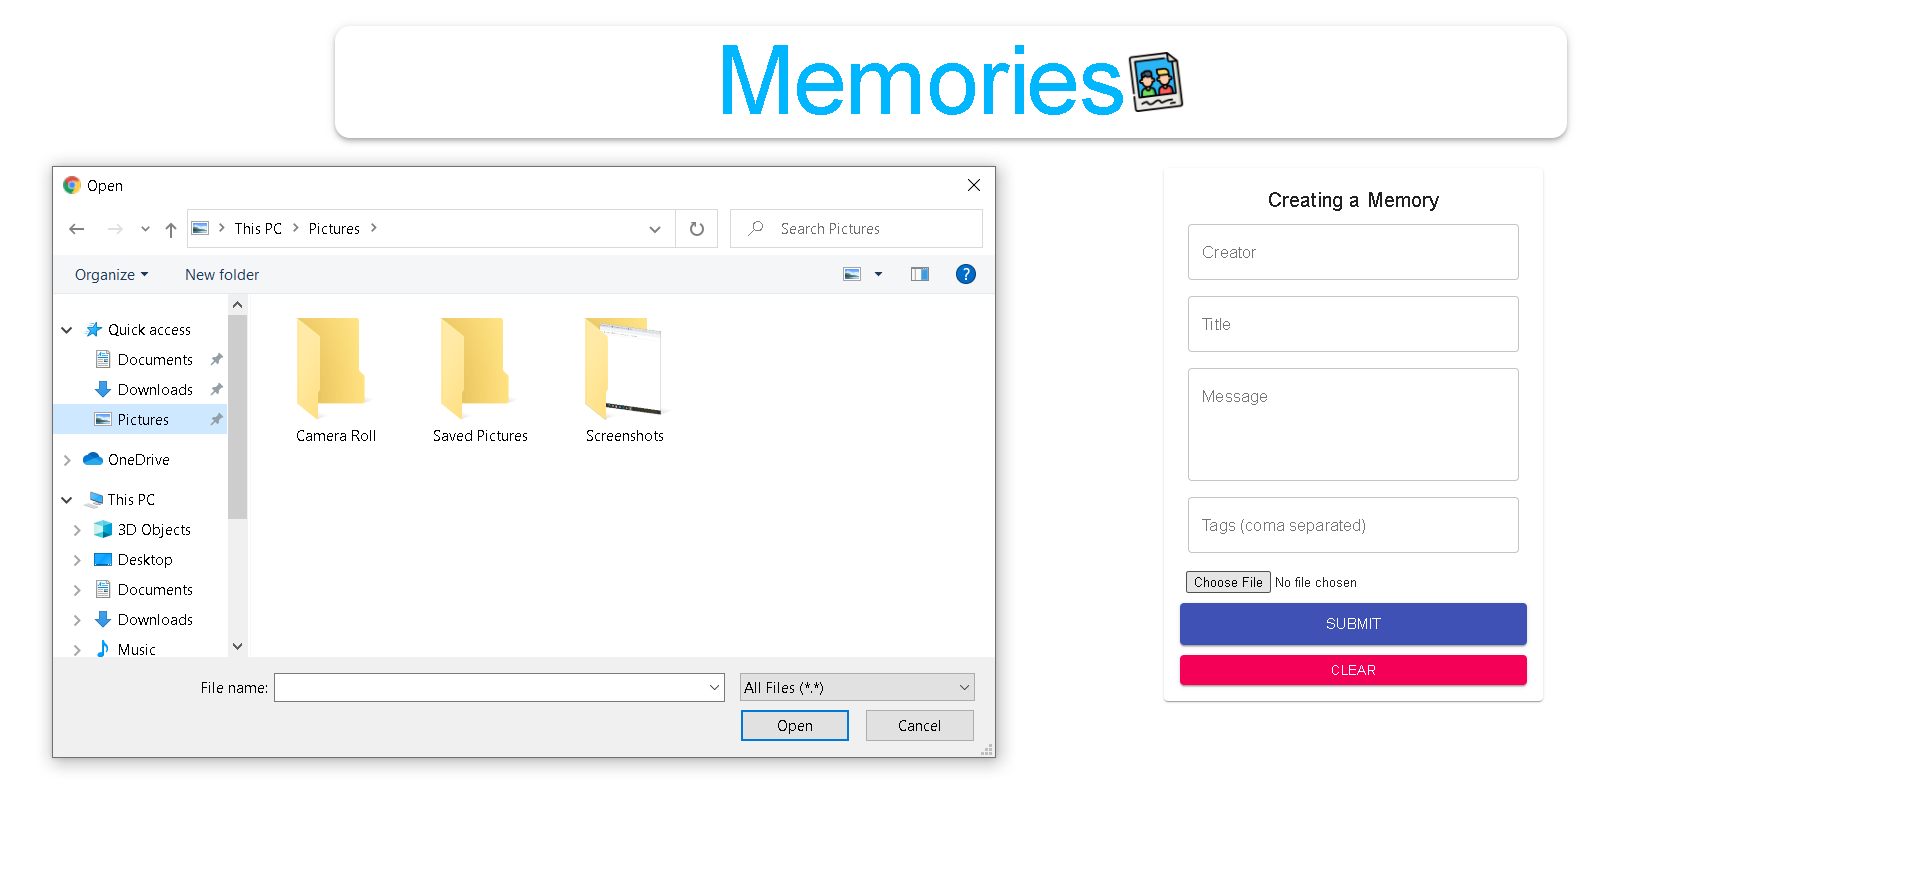 Memories
Open
This PC Pictures
Search Pictures
Organize New folder
Quick access
Documents
Downloads
Pictures
OneDrive
This PC
3D Objects
Desktop
Documents
Downloads
Music
Camera Roll
Saved Pictures
Screenshots
File name:
All Files (*.*)
Open Cancel
Creating a Memory
Creator
Title
Message
Tags (coma separated)
Choose File No file chosen
SUBMIT
CLEAR